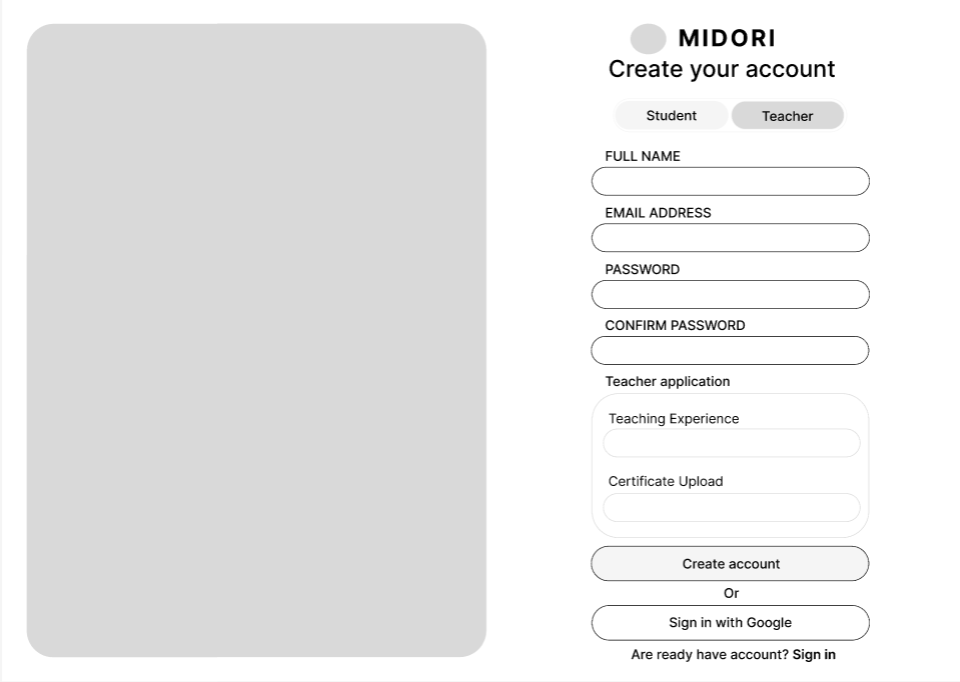 MIDORI
Create your account
Student Teacher
FULL NAME
EMAIL ADDRESS
PASSWORD
CONFIRM PASSWORD
Teacher application
Teaching Experience
Certificate Upload
Create account
Or
Sign in with Google
Are ready have account? Sign in